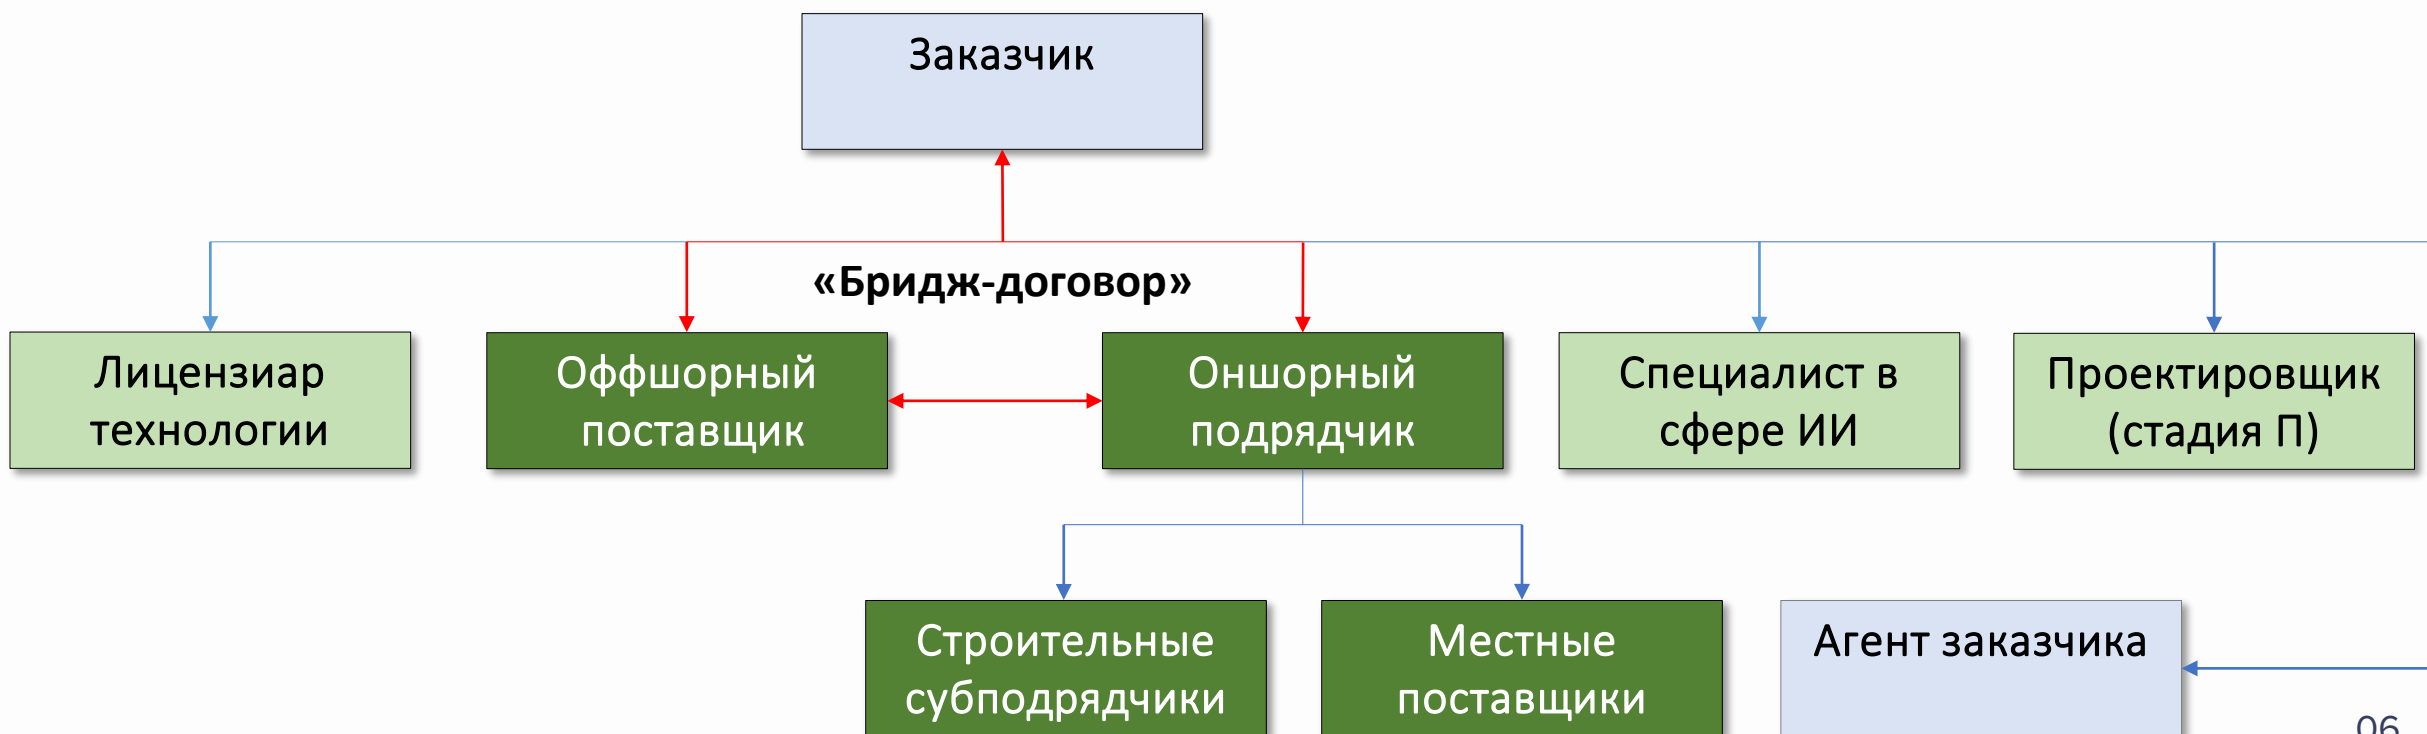 Заказчик
«Бридж-договор»
Лицензиар
технологии
Оффшорный
поставщик
Оншорный
подрядчик
Специалист в
сфере ИИ
Проектировщик
(стадия П)
Строительные
субподрядчики
Местные
поставщики
Агент заказчика
06